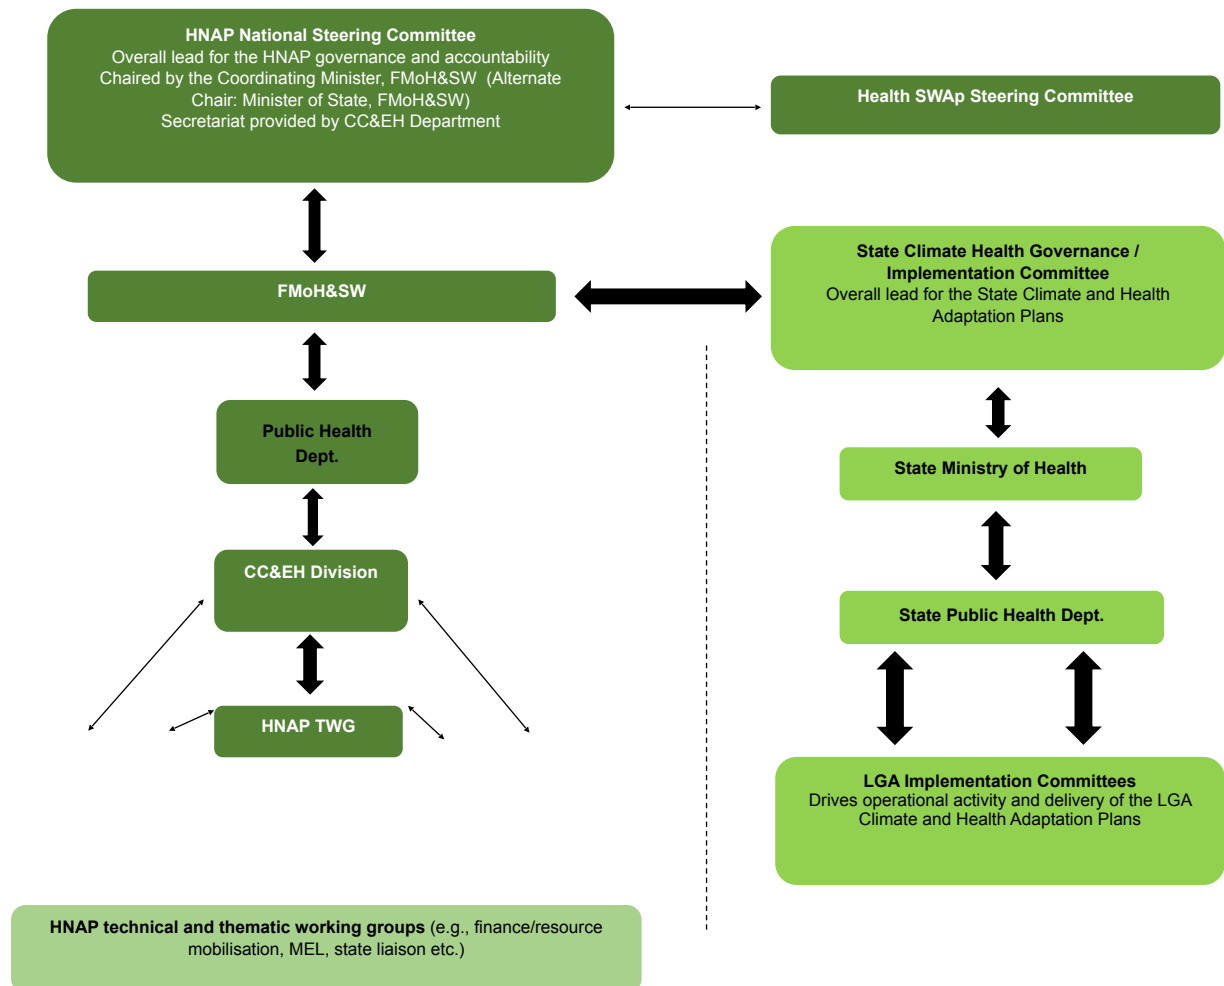 HNAP National Steering Committee
Overall lead for the HNAP governance and accountability
Chaired by the Coordinating Minister, FMoH&SW (Alternate
Chair: Minister of State, FMoH&SW)
Secretariat provided by CC&EH Department
Health SWAp Steering Committee
FMoH&SW
State Climate Health Governance /
Implementation Committee
Overall lead for the State Climate and Health
Adaptation Plans
Public Health
Dept.
State Ministry of Health
CC&EH Division
State Public Health Dept.
HNAP TWG
LGA Implementation Committees
Drives operational activity and delivery of the LGA
Climate and Health Adaptation Plans
HNAP technical and thematic working groups (e.g., finance/resource
mobilisation, MEL, state liaison etc.)